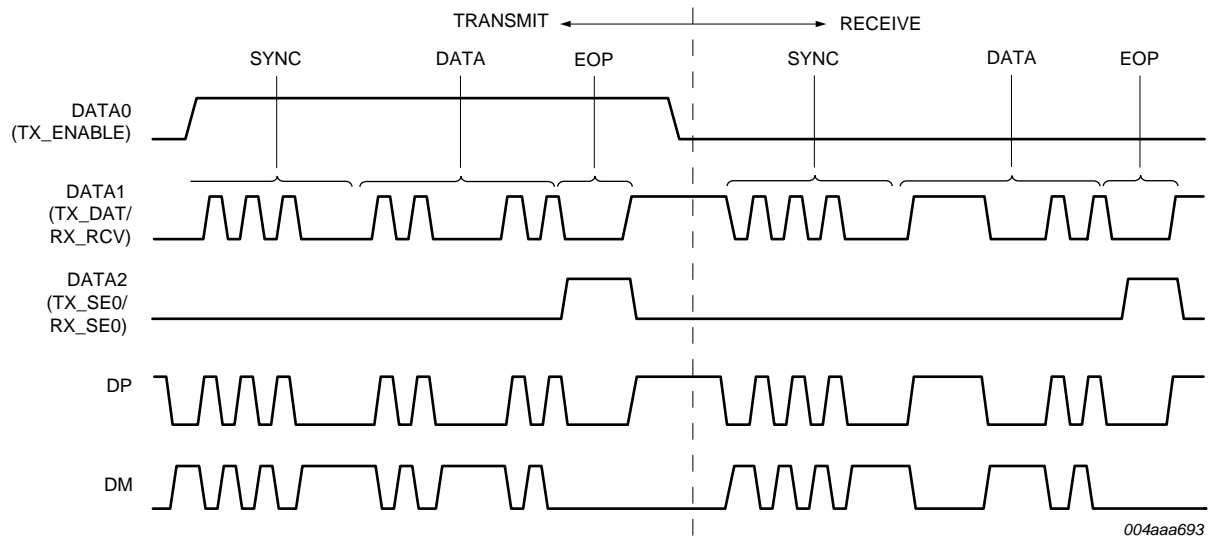 TRANSMIT
RECEIVE
SYNC
DATA
EOP
SYNC
DATA
EOP
DATA0
(TX_ENABLE)
DATA1
(TX_DAT/
RX_RCV)
DATA2
(TX_SE0/
RX_SE0)
DP
DM
004aaa693